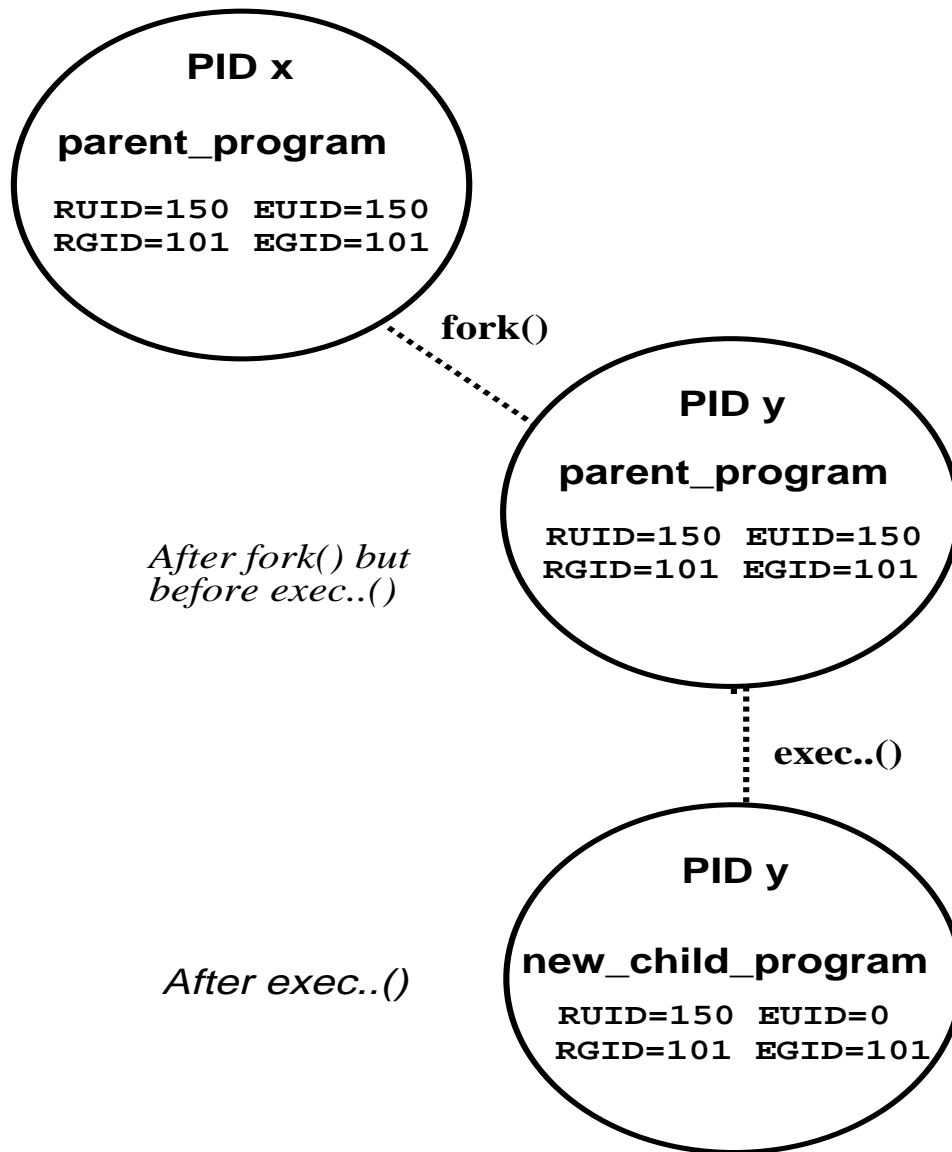 PID x
parent_program
RUID=150 EUID=150
RGID=101 EGID=101
fork()
PID y
parent_program
RUID=150 EUID=150
RGID=101 EGID=101
After fork() but
before exec..()
exec..()
PID y
new_child_program
RUID=150 EUID=0
RGID=101 EGID=101
After exec..()